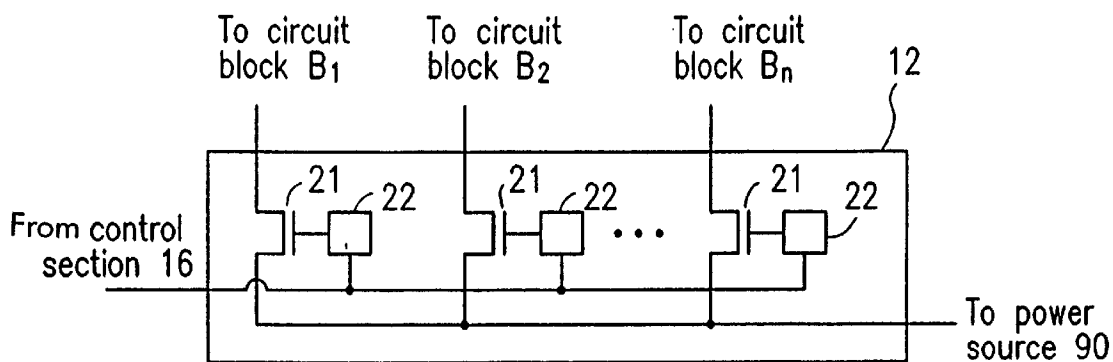 To circuit
block B1
To circuit
block B2
To circuit
block Bn
12
21
22
21
22
21
22
From control
section 16
To power
source 90